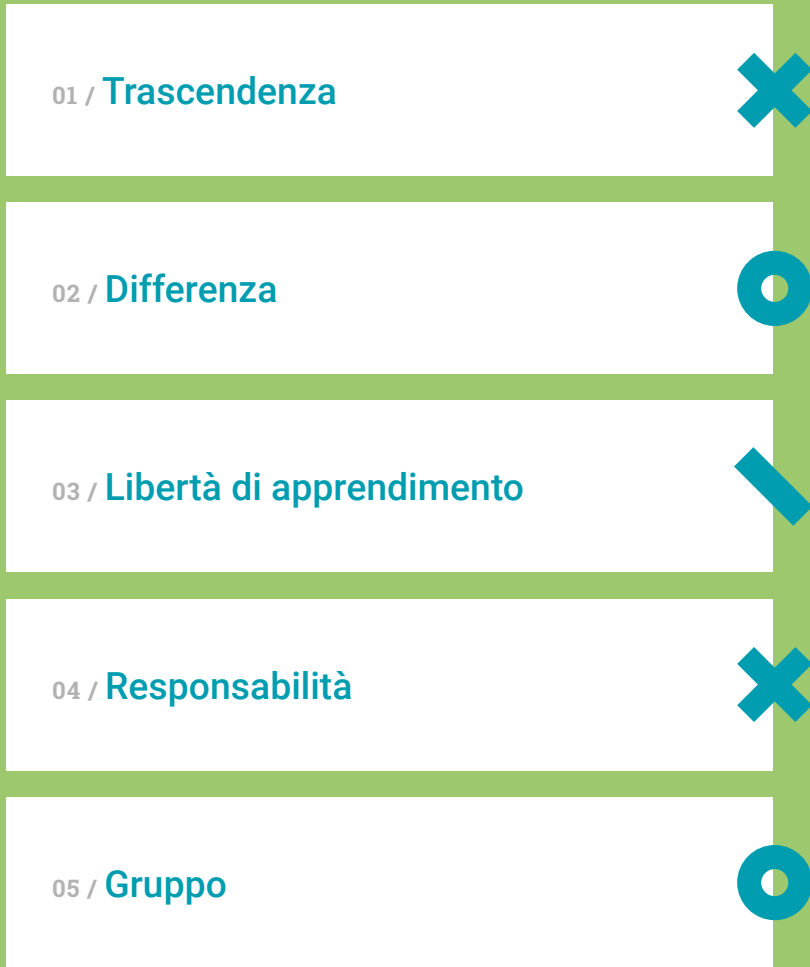 01 / Trascendenza
02 / Differenza
03 / Libertà di apprendimento
04 / Responsabilità
05 / Gruppo